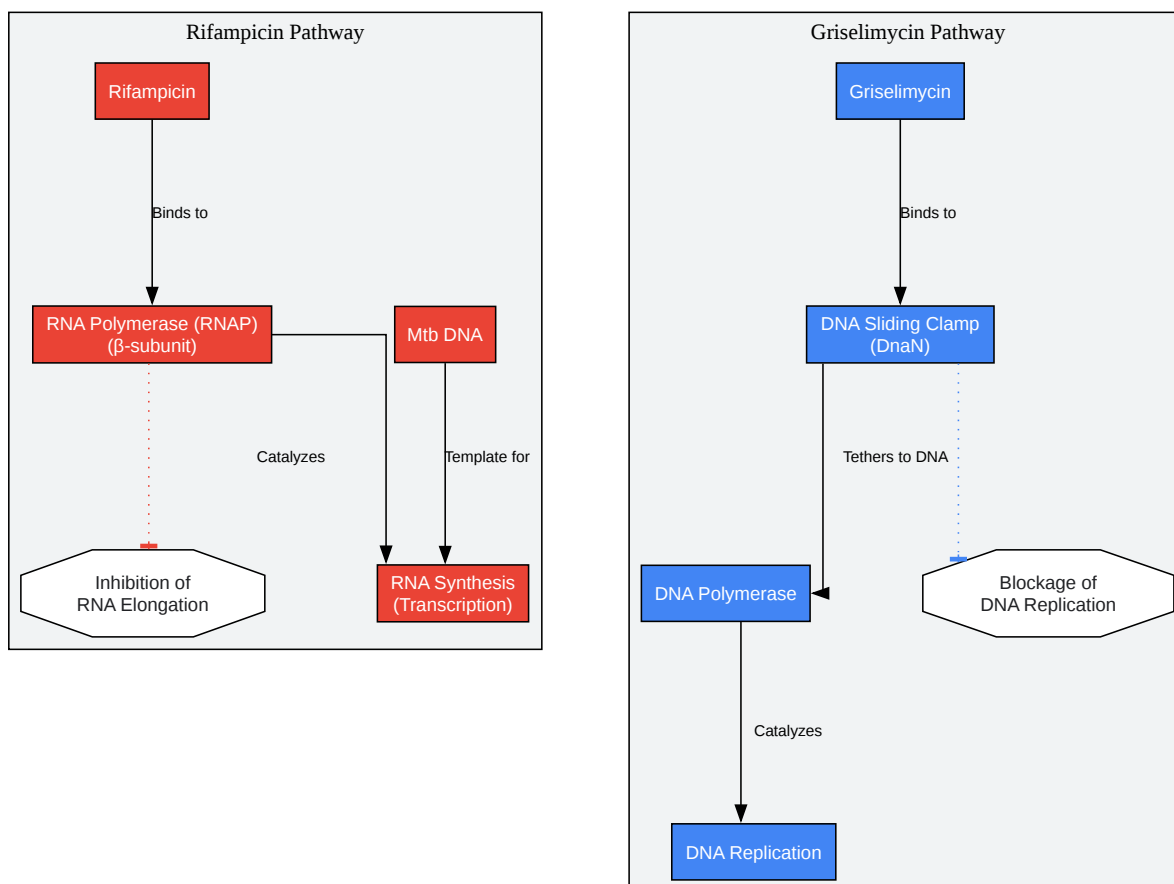 Rifampicin Pathway
Rifampicin
Binds to
RNA Polymerase (RNAP)
(β-subunit)
Mtb DNA
Catalyzes
Template for
Inhibition of
RNA Elongation
RNA Synthesis
(Transcription)
Griselimycin Pathway
Griselimycin
Binds to
DNA Sliding Clamp
(DnaN)
Tethers to DNA
DNA Polymerase
Blockage of
DNA Replication
Catalyzes
DNA Replication